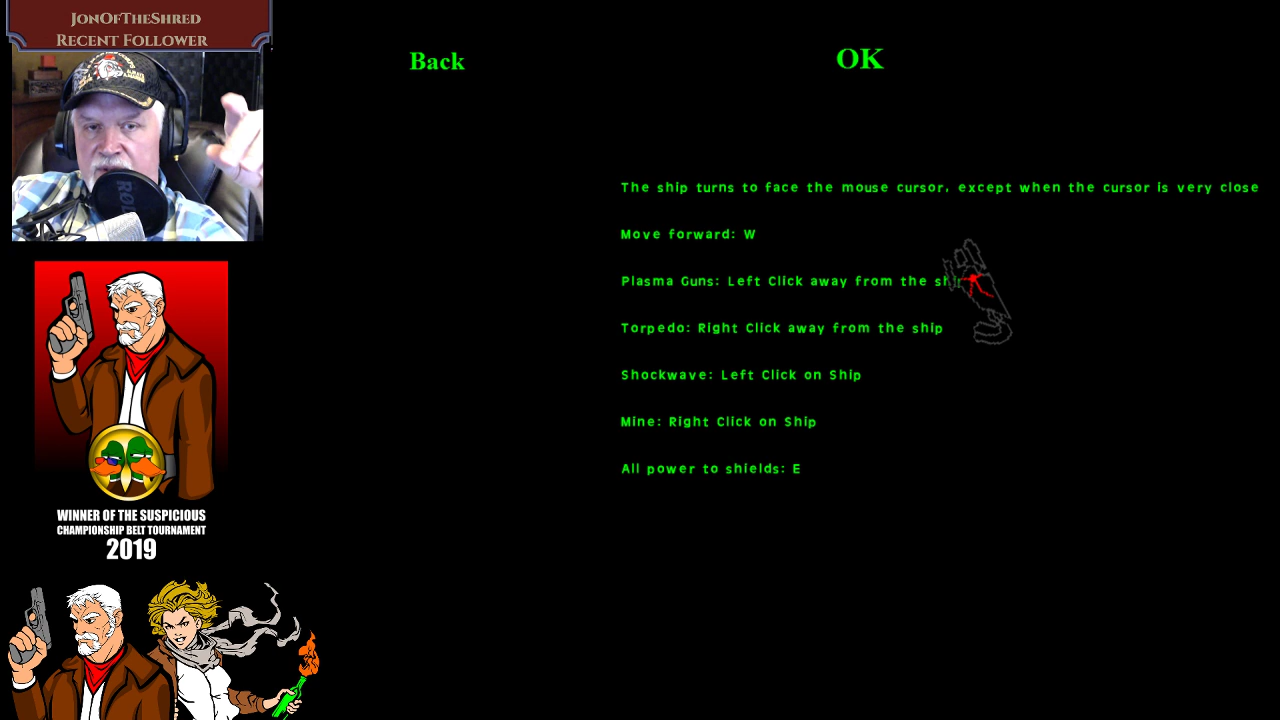 JonOfTheShred
Recent Follower
Back
OK
The ship turns to face the mouse cursor, except when the cursor is very close
Move forward: W
Plasma Guns: Left Click away from the ship
Torpedo: Right Click away from the ship
Shockwave: Left Click on Ship
Mine: Right Click on Ship
All power to shields: E
WINNER OF THE SUSPICIOUS
CHAMPIONSHIP BELT TOURNAMENT
2019